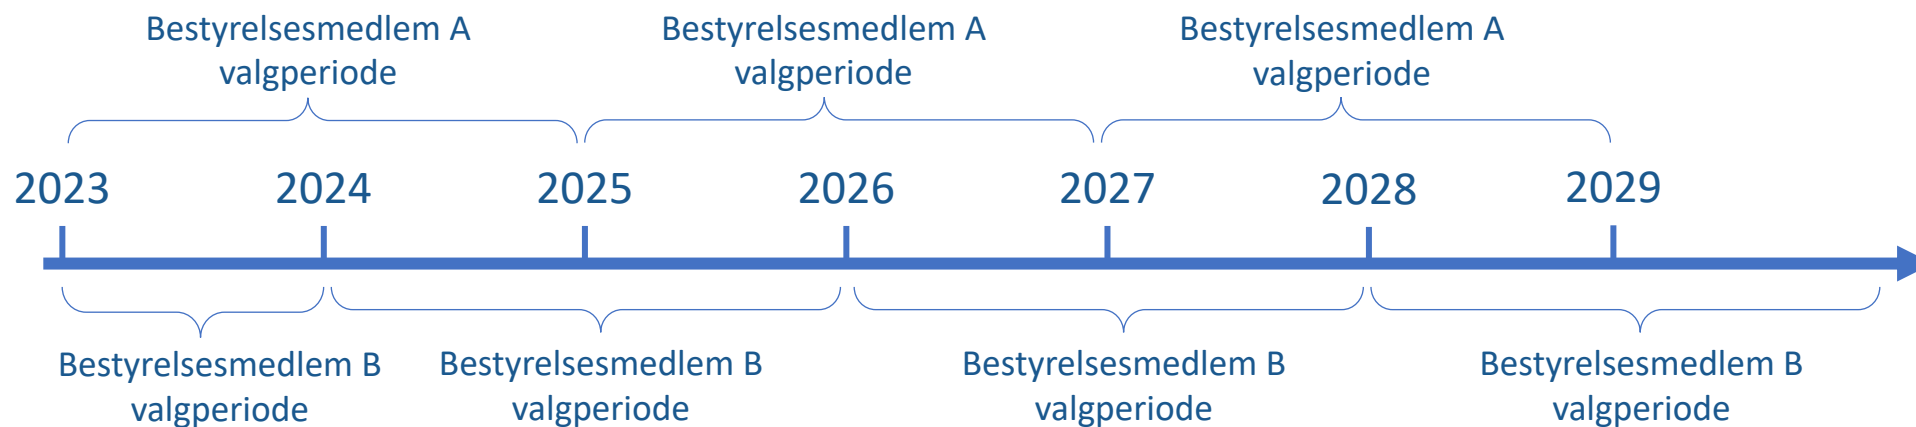 Bestyrelsesmedlem A
valgperiode
Bestyrelsesmedlem A
valgperiode
Bestyrelsesmedlem A
valgperiode
2023
2024
2025
2026
2027
2028
2029
Bestyrelsesmedlem B
valgperiode
Bestyrelsesmedlem B
valgperiode
Bestyrelsesmedlem B
valgperiode
Bestyrelsesmedlem B
valgperiode